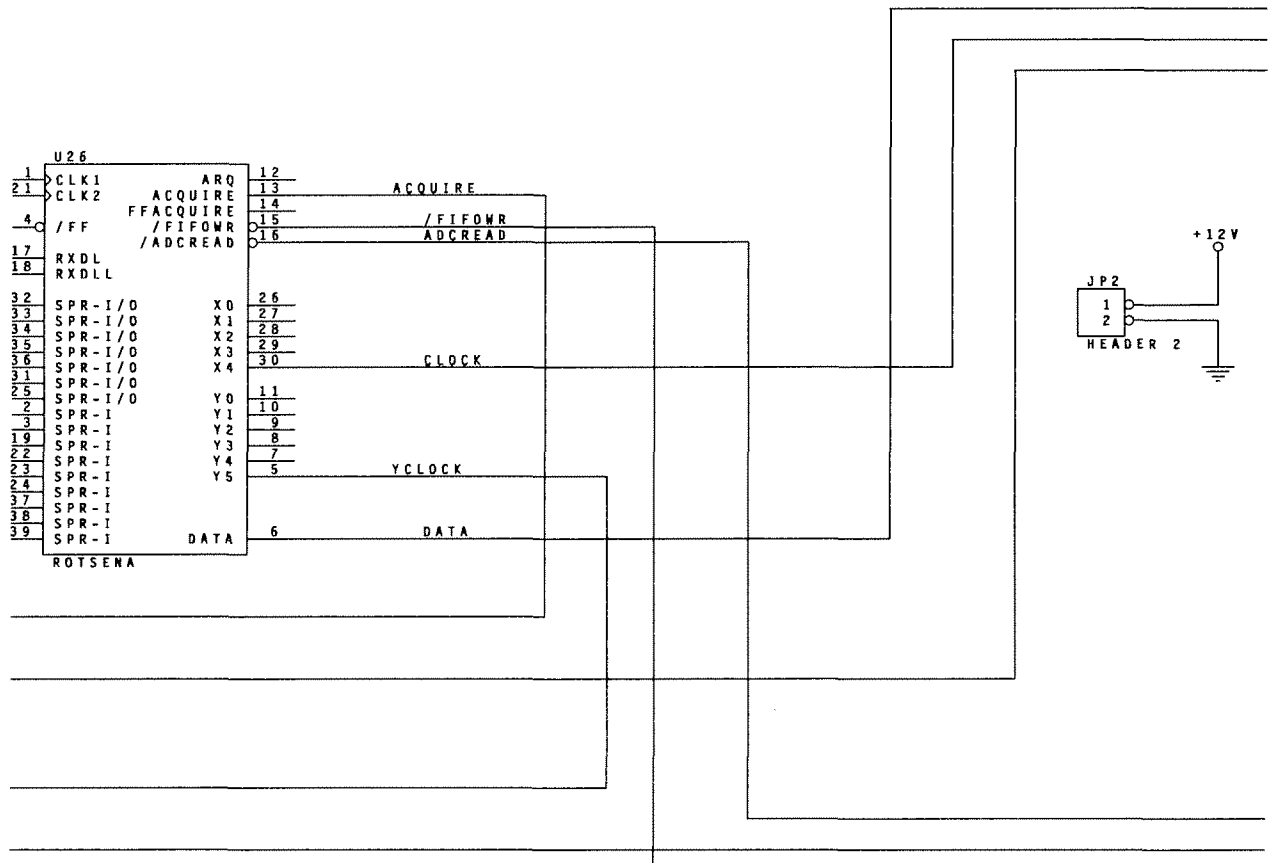 U26
1 CLK1 ARQ 12
21 CLK2 ACQUIRE 13 ACQUIRE
FFACQUIRE 14
4 /FF /FIFOWR 15 /FIFOWR
/ADCREAD 16 ADCREAD
17 RXDL
18 RXDLL
32 SPR-I/O X0 26
33 SPR-I/O X1 27
34 SPR-I/O X2 28
35 SPR-I/O X3 29
36 SPR-I/O X4 30 CLOCK
31 SPR-I/O
25 SPR-I/O Y0 11
2 SPR-I Y1 10
3 SPR-I Y2 9
19 SPR-I Y3 8
22 SPR-I Y4 7
23 SPR-I Y5 5 YCLOCK
24 SPR-I
37 SPR-I
38 SPR-I
39 SPR-I DATA 6 DATA
ROTSENA
+12V
JP2
1
2
HEADER 2